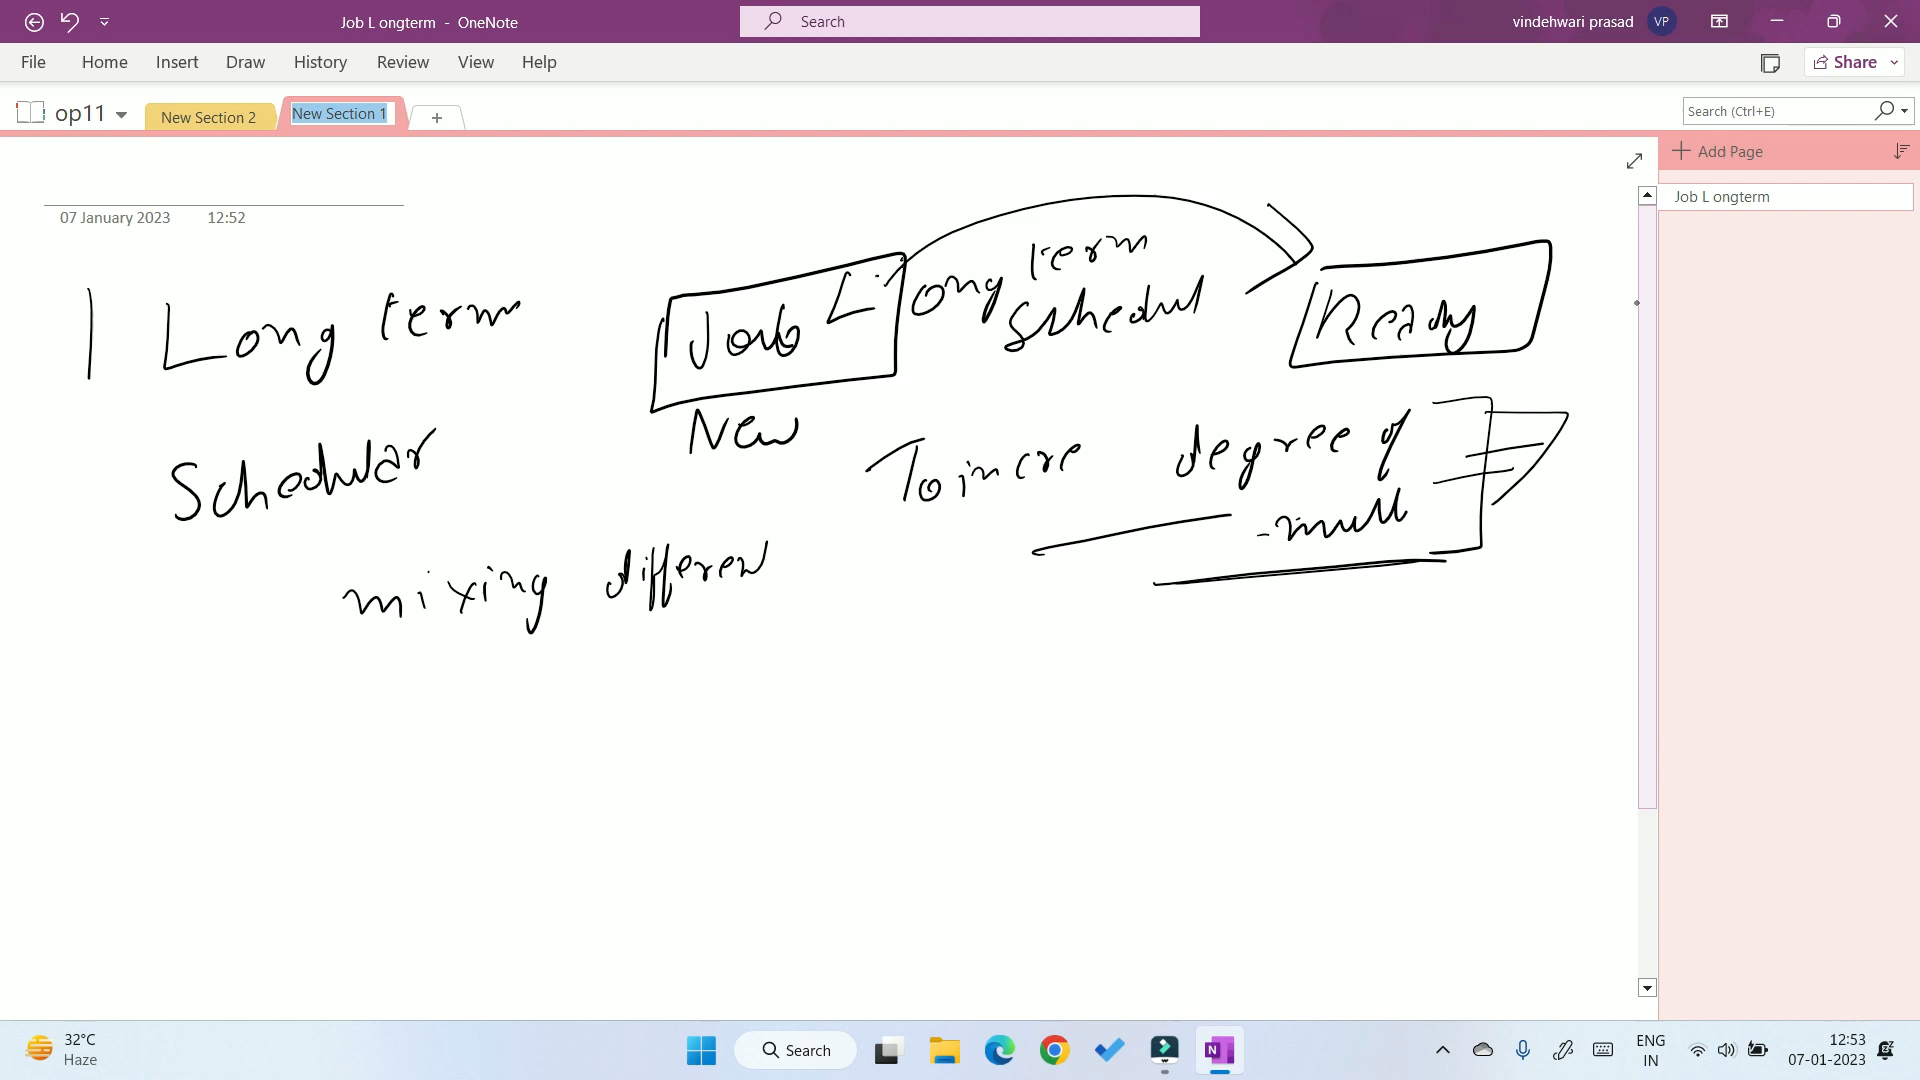 Job L ongterm - OneNote
Search
vindehwari prasad
VP
File Home Insert Draw History Review View Help
Share
op11
New Section 2
New Section 1
+
Search (Ctrl+E)
Add Page
Job L ongterm
07 January 2023 12:52
1 Long term
Schedular
Job
New
Long term
Schedul
Ready
To incre degree of
-mull
mixing differen
32°C
Haze
Search
ENG
IN
12:53
07-01-2023